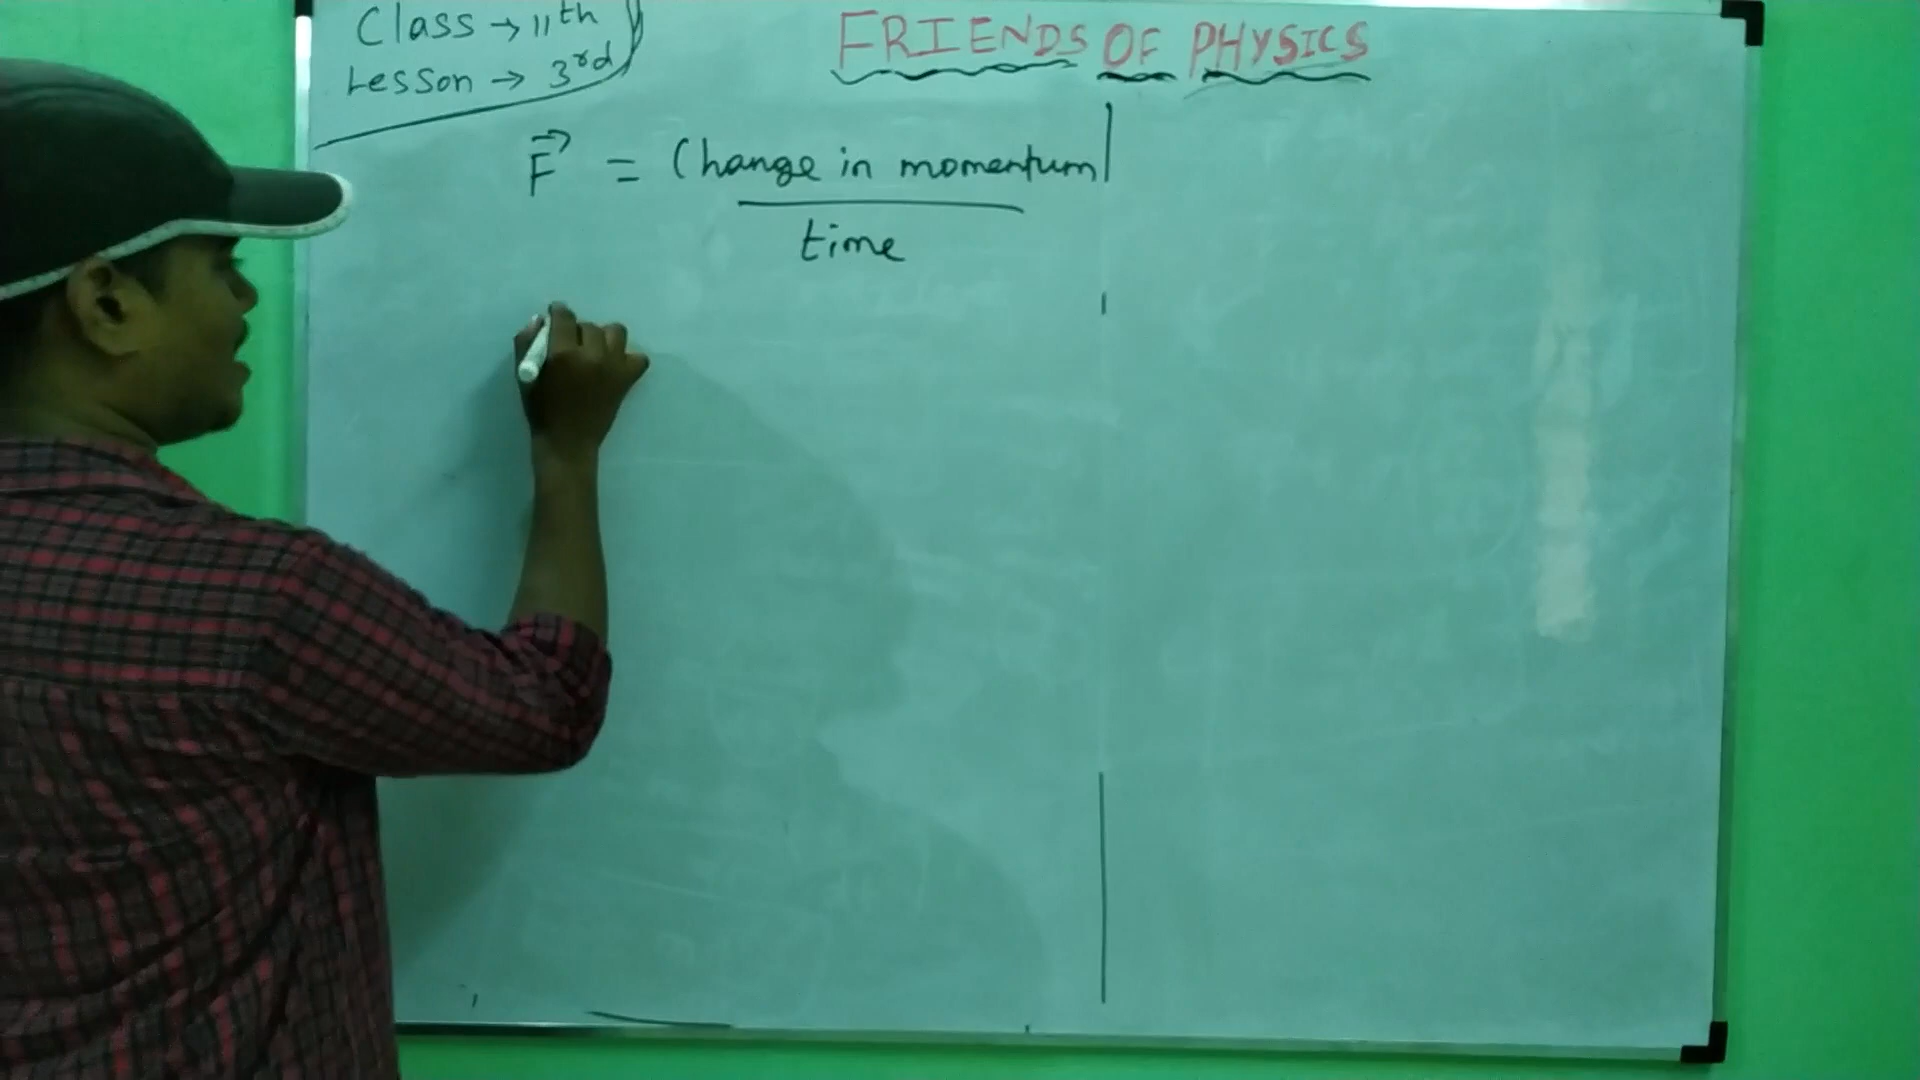 Class → 11th
Lesson → 3rd
FRIENDS OF PHYSICS
F⃗ = Change in momentum
time